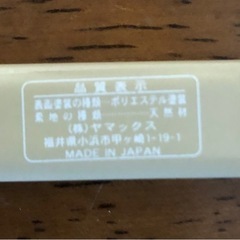 品質表示
表面塗装の種類…ポリエステル塗装
素地の種類………天然材
(株)ヤマックス
福井県小浜市甲ヶ崎1-19-1
MADE IN JAPAN